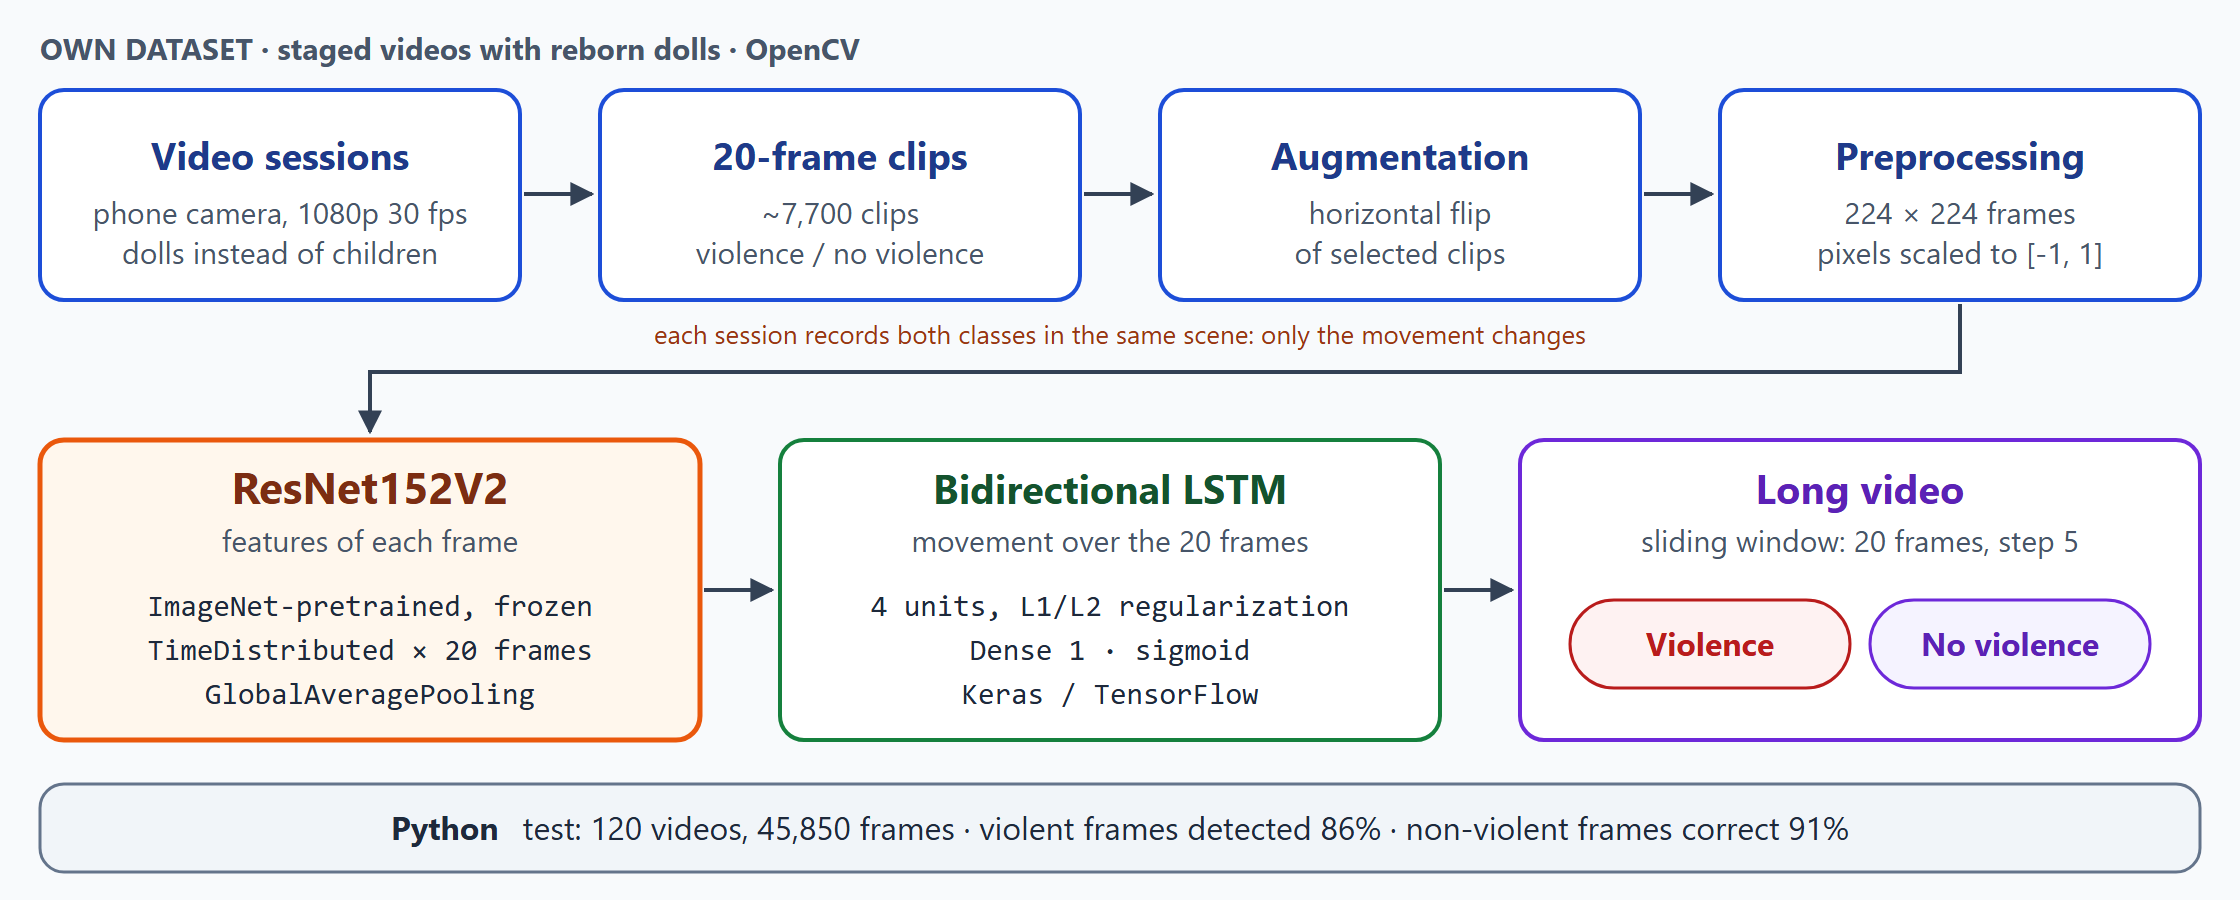 OWN DATASET · staged videos with reborn dolls · OpenCV
Video sessions
phone camera, 1080p 30 fps
dolls instead of children
20-frame clips
~7,700 clips
violence / no violence
Augmentation
horizontal flip
of selected clips
Preprocessing
224 × 224 frames
pixels scaled to [-1, 1]
each session records both classes in the same scene: only the movement changes
ResNet152V2
features of each frame
ImageNet-pretrained, frozen
TimeDistributed × 20 frames
GlobalAveragePooling
Bidirectional LSTM
movement over the 20 frames
4 units, L1/L2 regularization
Dense 1 · sigmoid
Keras / TensorFlow
Long video
sliding window: 20 frames, step 5
Violence
No violence
Python test: 120 videos, 45,850 frames · violent frames detected 86% · non-violent frames correct 91%